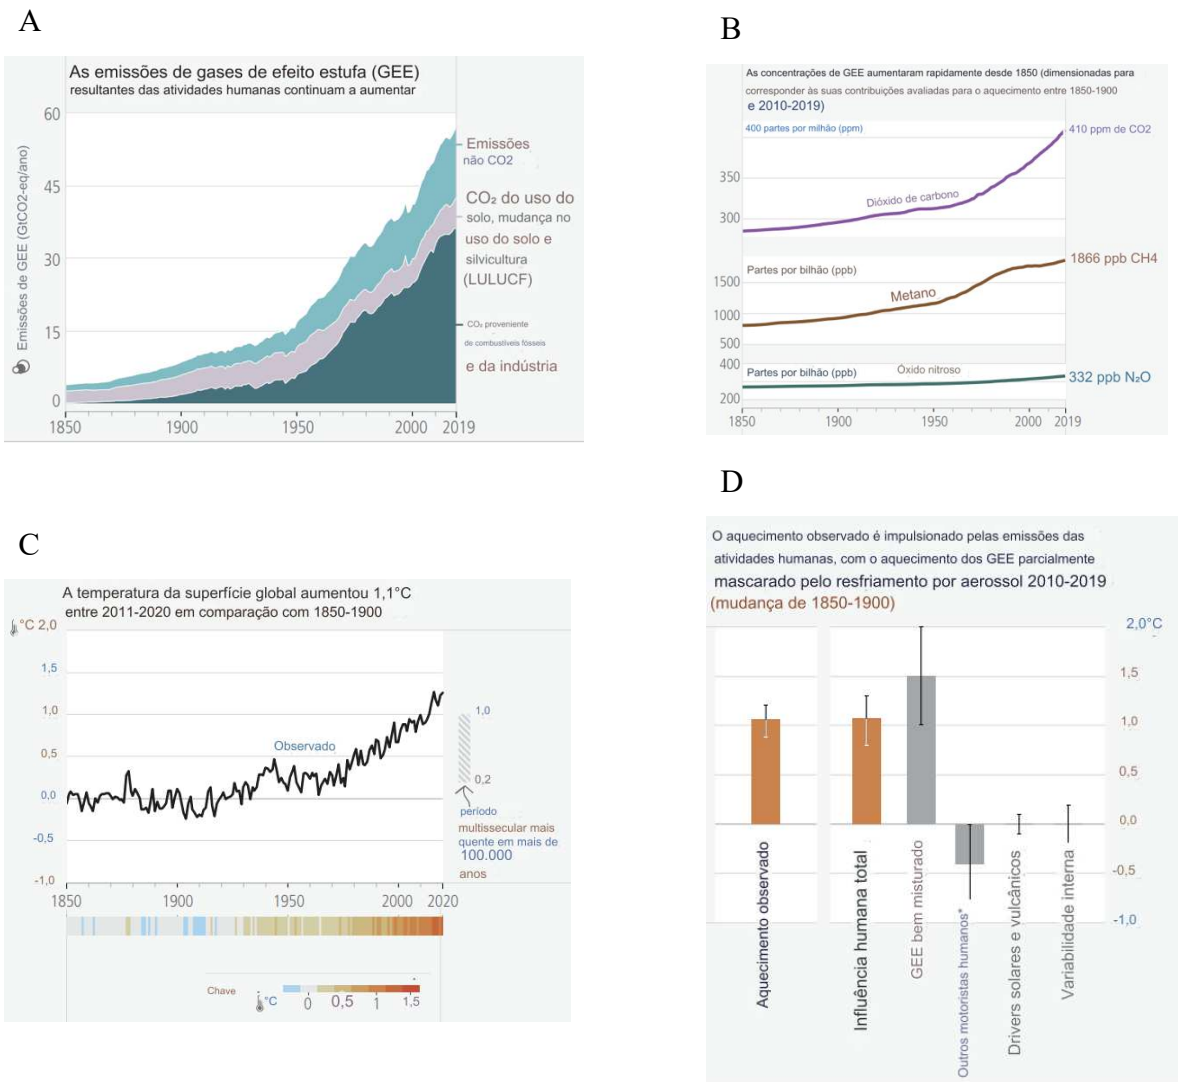 A
As emissões de gases de efeito estufa (GEE)
resultantes das atividades humanas continuam a aumentar
Emissões de GEE (GtCO2-eq/ano)
60
45
30
15
0
1850
1900
1950
2000
2019
Emissões
não CO2
CO₂ do uso do
solo, mudança no
uso do solo e
silvicultura
(LULUCF)
CO₂ proveniente
de combustíveis fósseis
e da indústria
B
As concentrações de GEE aumentaram rapidamente desde 1850 (dimensionadas para
corresponder às suas contribuições avaliadas para o aquecimento entre 1850-1900
e 2010-2019)
400 partes por milhão (ppm)
410 ppm de CO2
350
Dióxido de carbono
300
Partes por bilhão (ppb)
1866 ppb CH4
1500
Metano
1000
500
400
Partes por bilhão (ppb)
Óxido nitroso
332 ppb N₂O
200
1850
1900
1950
2000
2019
C
A temperatura da superfície global aumentou 1,1°C
entre 2011-2020 em comparação com 1850-1900
°C 2,0
1,5
1,0
0,5
0,0
-0,5
-1,0
Observado
1,0
0,2
período
multissecular mais
quente em mais de
100.000
anos
1850
1900
1950
2000
2020
Chave
°C
0
0,5
1
1,5
D
O aquecimento observado é impulsionado pelas emissões das
atividades humanas, com o aquecimento dos GEE parcialmente
mascarado pelo resfriamento por aerossol 2010-2019
(mudança de 1850-1900)
2,0°C
1,5
1,0
0,5
0,0
-0,5
-1,0
Aquecimento observado
Influência humana total
GEE bem misturado
Outros motoristas humanos*
Drivers solares e vulcânicos
Variabilidade interna